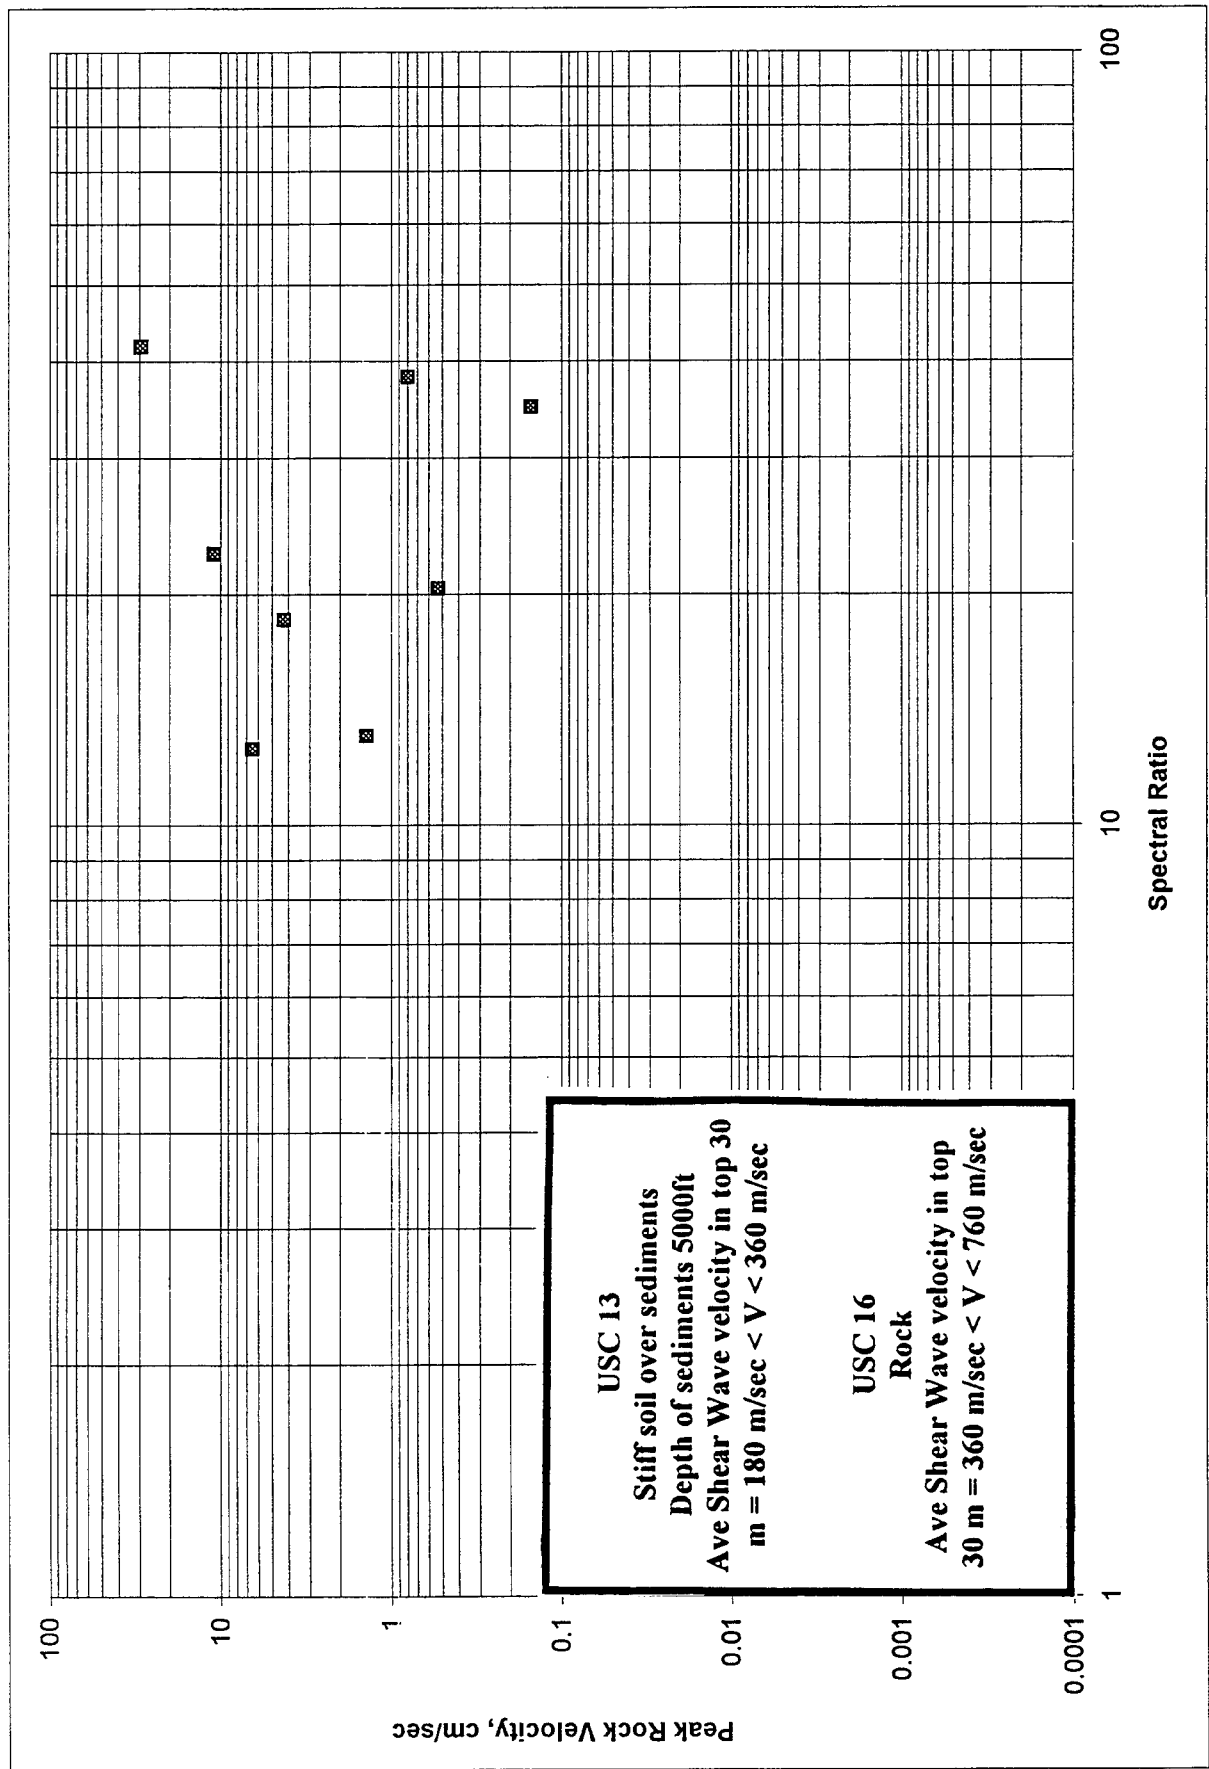 Peak Rock Velocity, cm/sec
100
10
1
0.1
0.01
0.001
0.0001
USC 13
Stiff soil over sediments
Depth of sediments 5000ft
Ave Shear Wave velocity in top 30
m = 180 m/sec < V < 360 m/sec
USC 16
Rock
Ave Shear Wave velocity in top
30 m = 360 m/sec < V < 760 m/sec
1
10
100
Spectral Ratio